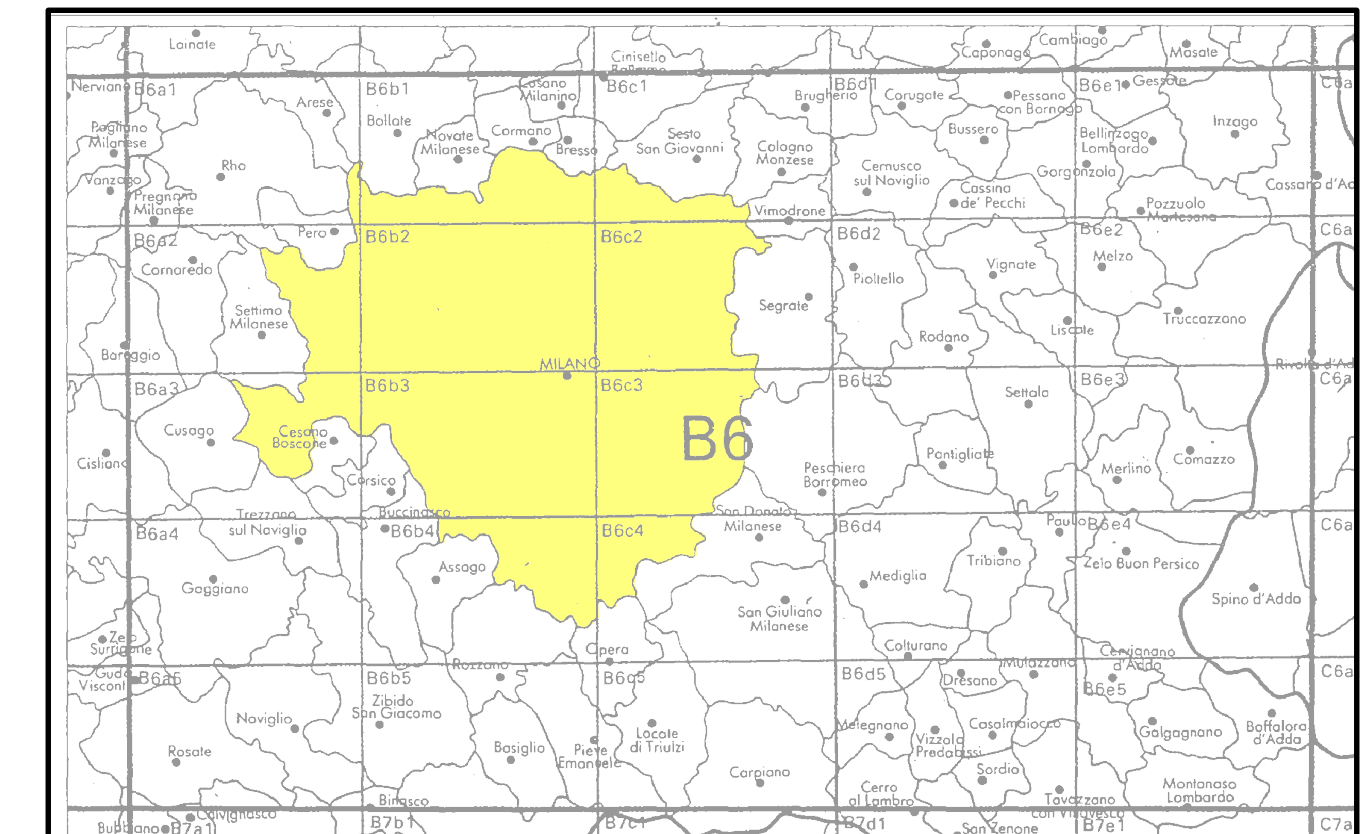 Lainate
Cinisello
Caponago
Cambiago
Masate
Nerviano
B6a1
B6b1
Cusano
Milanino
B6c1
B6d1
B6e1
Gessate
C6a
Arese
Bollate
Brugherio
Carugate
Pessano
con Bornago
Inzago
Pogliano
Milanese
Novate
Milanese
Cormano
Bresso
Sesto
San Giovanni
Cologno
Monzese
Bussero
Bellinzago
Lombardo
Rho
Cernusco
sul Naviglio
Gorgonzola
Vanzago
Pregnana
Milanese
Cassina
de' Pecchi
Cassano d'Ad
Vimodrone
Pozzuolo
Martesana
Pero
B6a2
B6b2
B6c2
B6d2
B6e2
C6a
Cornaredo
Pioltello
Vignate
Melzo
Settimo
Milanese
Segrate
Truccazzano
Liscate
Rodano
Bareggio
MILANO
Rivolta d'Ad
B6a3
B6b3
B6c3
B6d3
B6e3
C6a
Settala
Cusago
Cesano
Boscone
B6
Cisliano
Corsico
Peschiera
Borromeo
Pantigliate
Merlino
Comazzo
Trezzano
sul Naviglio
Buccinasco
San Donato
Milanese
B6a4
B6b4
B6c4
B6d4
Paullo
B6e4
C6a
Gaggiano
Assago
Mediglia
Tribiano
Zelo Buon Persico
San Giuliano
Milanese
Spino d'Adda
Zelo
Surrigone
Opera
Colturano
Cervignano
d'Adda
Gudo
Visconti
B6a5
B6b5
Rozzano
B6c5
B6d5
Dresano
Mulazzano
B6e5
C6a
Zibido
San Giacomo
Noviglio
Rosate
Basiglio
Pieve
Emanuele
Locate
di Triulzi
Melegnano
Vizzolo
Predabissi
Casalmaiocco
Galgagnano
Boffalora
d'Adda
Carpiano
Sordio
Cerro
al Lambro
Tavazzano
con Villavesco
Montanaso
Lombardo
Binasco
Calvignasco
Bubbiano
B7a1
B7b1
B7c1
B7d1
San Zenone
B7e1
C7a